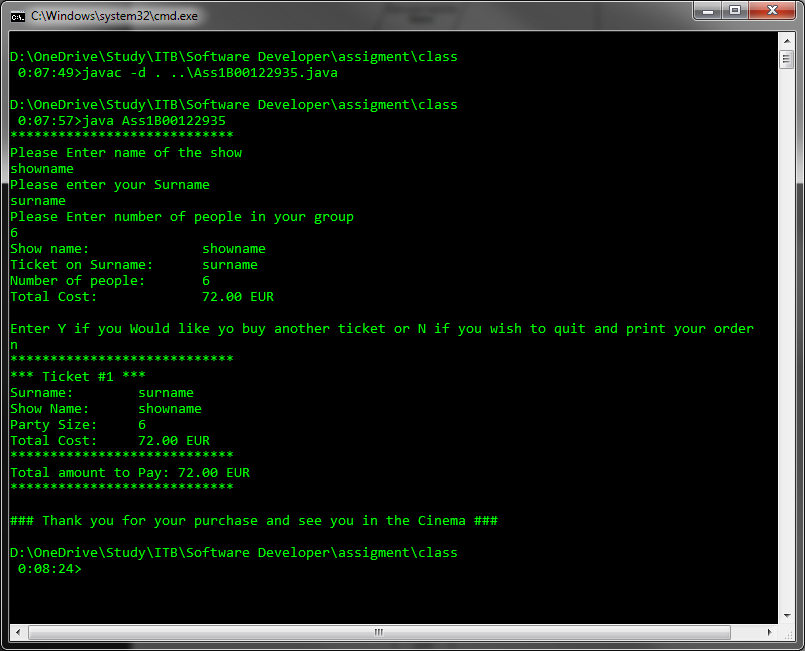 C:\Windows\system32\cmd.exe
D:\OneDrive\Study\ITB\Software Developer\assigment\class
0:07:49>javac -d . ..\Ass1B00122935.java
D:\OneDrive\Study\ITB\Software Developer\assigment\class
0:07:57>java Ass1B00122935
****************************
Please Enter name of the show
showname
Please enter your Surname
surname
Please Enter number of people in your group
6
Show name: showname
Ticket on Surname: surname
Number of people: 6
Total Cost: 72.00 EUR
Enter Y if you Would like yo buy another ticket or N if you wish to quit and print your order
n
****************************
*** Ticket #1 ***
Surname: surname
Show Name: showname
Party Size: 6
Total Cost: 72.00 EUR
****************************
Total amount to Pay: 72.00 EUR
****************************
### Thank you for your purchase and see you in the Cinema ###
D:\OneDrive\Study\ITB\Software Developer\assigment\class
0:08:24>